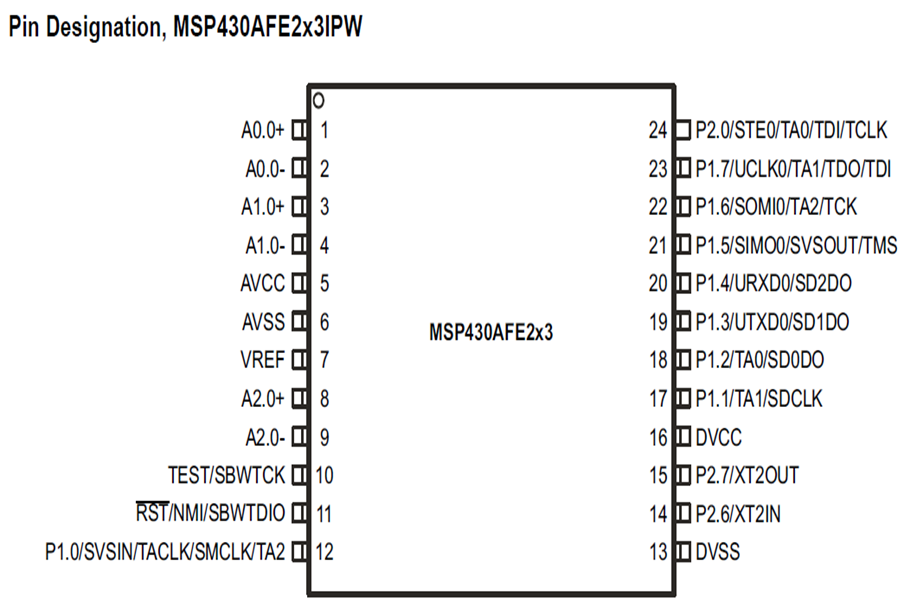 Pin Designation, MSP430AFE2x3IPW
A0.0+ 1 24 P2.0/STE0/TA0/TDI/TCLK
A0.0- 2 23 P1.7/UCLK0/TA1/TDO/TDI
A1.0+ 3 22 P1.6/SOMI0/TA2/TCK
A1.0- 4 21 P1.5/SIMO0/SVSOUT/TMS
AVCC 5 20 P1.4/URXD0/SD2DO
AVSS 6 19 P1.3/UTXD0/SD1DO
MSP430AFE2x3
VREF 7 18 P1.2/TA0/SD0DO
A2.0+ 8 17 P1.1/TA1/SDCLK
A2.0- 9 16 DVCC
TEST/SBWTCK 10 15 P2.7/XT2OUT
RST/NMI/SBWTDIO 11 14 P2.6/XT2IN
P1.0/SVSIN/TACLK/SMCLK/TA2 12 13 DVSS